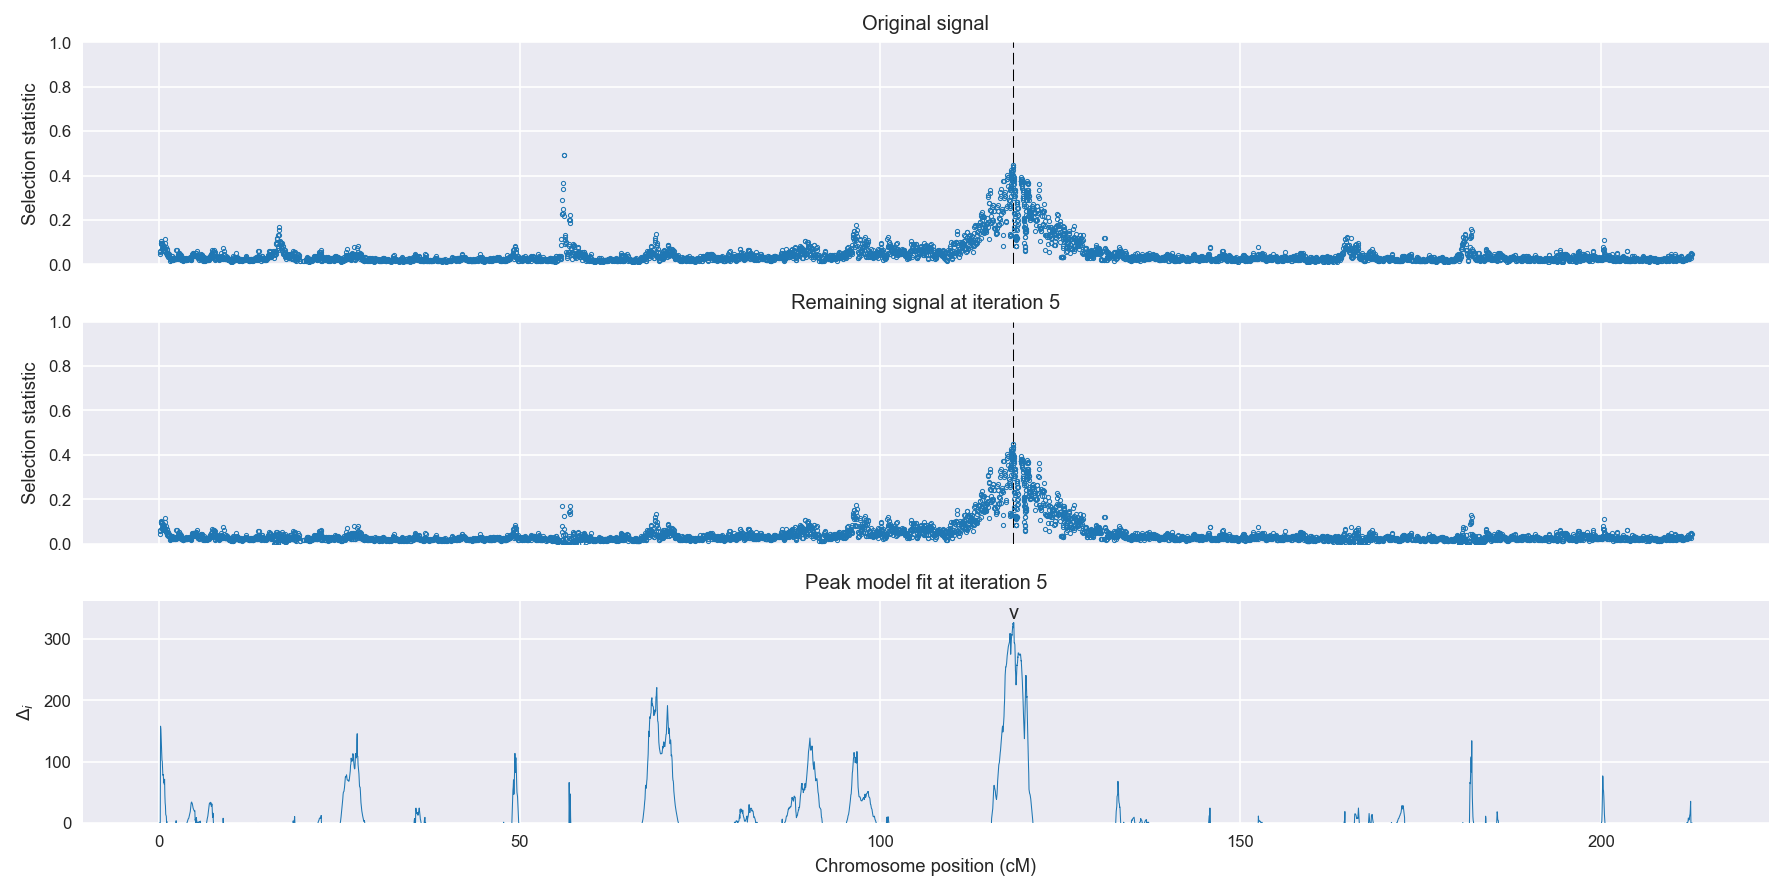 Original signal
1.0
0.8
0.6
0.4
0.2
0.0
Selection statistic
Remaining signal at iteration 5
1.0
0.8
0.6
0.4
0.2
0.0
Selection statistic
Peak model fit at iteration 5
v
300
200
100
0
Δi
0 50 100 150 200
Chromosome position (cM)